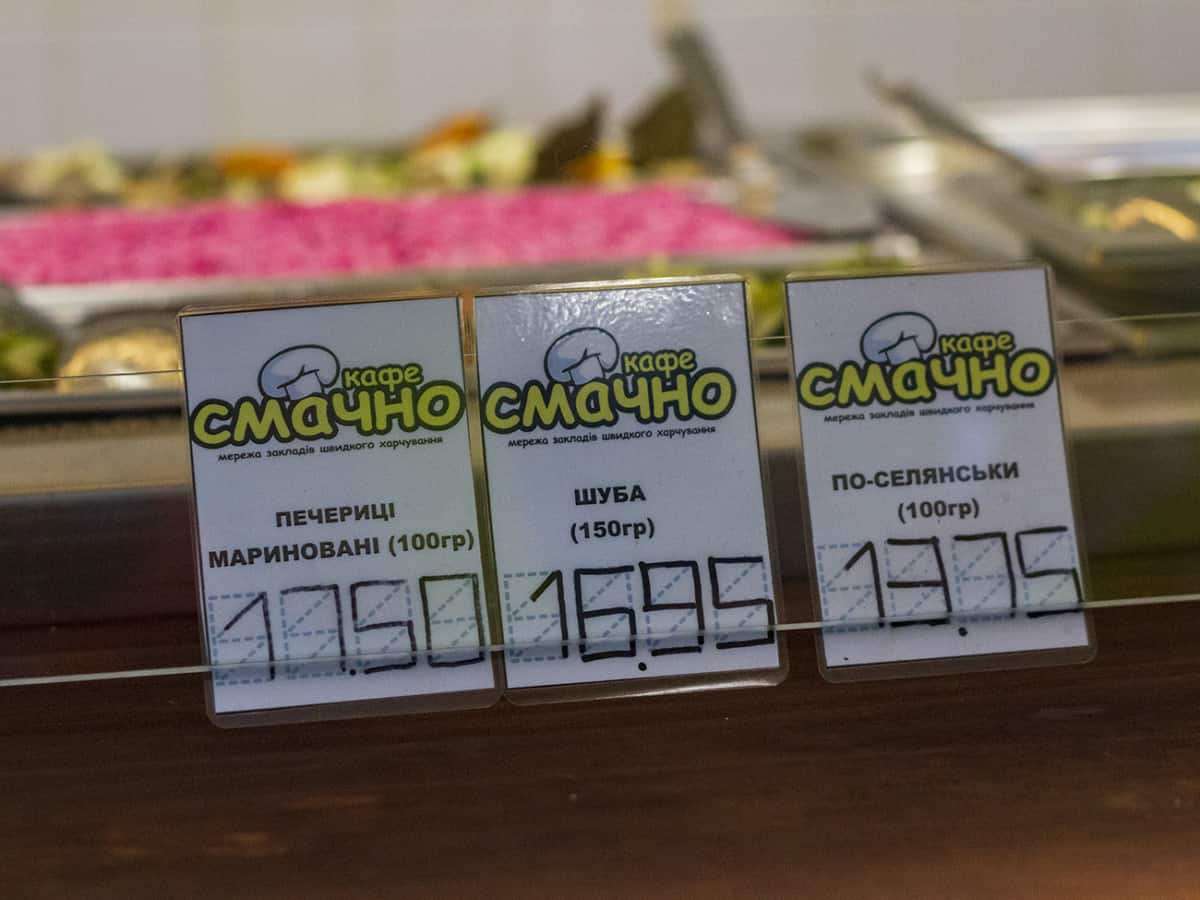 кафе
смачно
мережа закладів швидкого харчування
ПЕЧЕРИЦІ
МАРИНОВАНІ (100гр)
17.50
кафе
смачно
мережа закладів швидкого харчування
ШУБА
(150гр)
16.95
кафе
смачно
мережа закладів швидкого харчування
ПО-СЕЛЯНСЬКИ
(100гр)
13.75